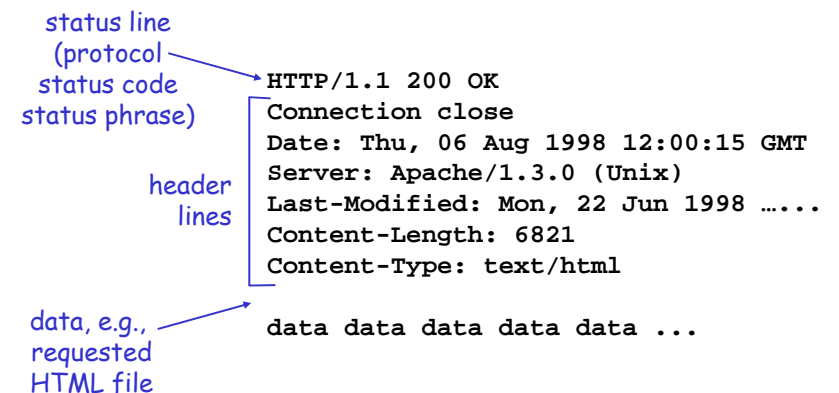 status line
(protocol
status code
status phrase)
HTTP/1.1 200 OK
Connection close
Date: Thu, 06 Aug 1998 12:00:15 GMT
Server: Apache/1.3.0 (Unix)
Last-Modified: Mon, 22 Jun 1998 …...
Content-Length: 6821
Content-Type: text/html
header
lines
data, e.g.,
requested
HTML file
data data data data data ...